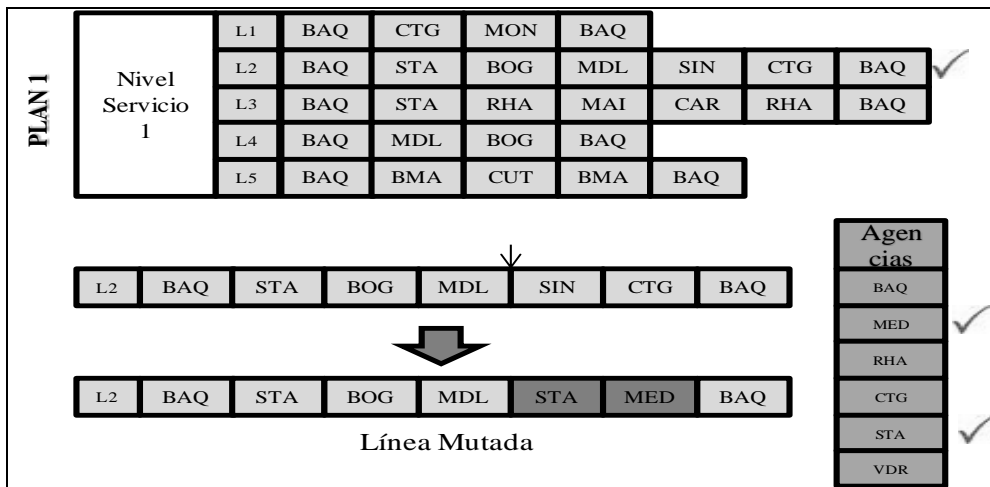 PLAN 1
Nivel
Servicio
1
L1 BAQ CTG MON BAQ
L2 BAQ STA BOG MDL SIN CTG BAQ
L3 BAQ STA RHA MAI CAR RHA BAQ
L4 BAQ MDL BOG BAQ
L5 BAQ BMA CUT BMA BAQ
L2 BAQ STA BOG MDL SIN CTG BAQ
L2 BAQ STA BOG MDL STA MED BAQ
Línea Mutada
Agen
cias
BAQ
MED
RHA
CTG
STA
VDR